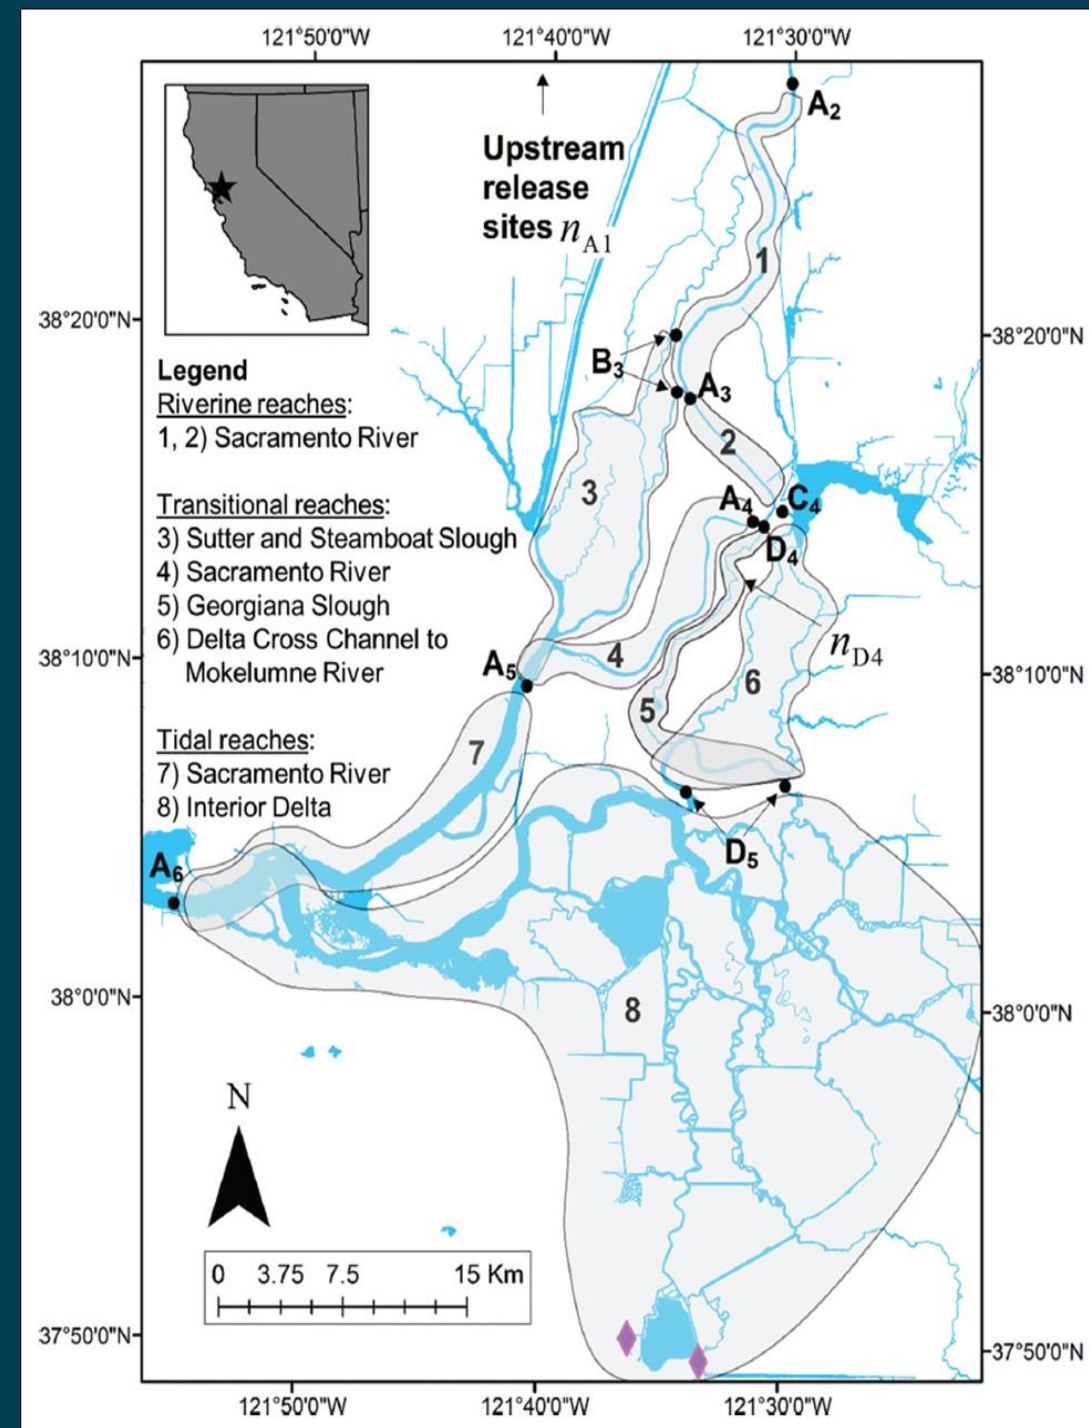 121°50'0"W
121°40'0"W
121°30'0"W
A2
Upstream
release
sites nA1
1
38°20'0"N
38°20'0"N
B3
A3
Legend
Riverine reaches:
1, 2) Sacramento River
2
3
A4
C4
D4
Transitional reaches:
3) Sutter and Steamboat Slough
4) Sacramento River
5) Georgiana Slough
6) Delta Cross Channel to
Mokelumne River
nD4
38°10'0"N
38°10'0"N
A5
4
6
5
Tidal reaches:
7) Sacramento River
8) Interior Delta
7
D5
A6
38°0'0"N
38°0'0"N
8
N
0 3.75 7.5 15 Km
37°50'0"N
37°50'0"N
121°50'0"W
121°40'0"W
121°30'0"W